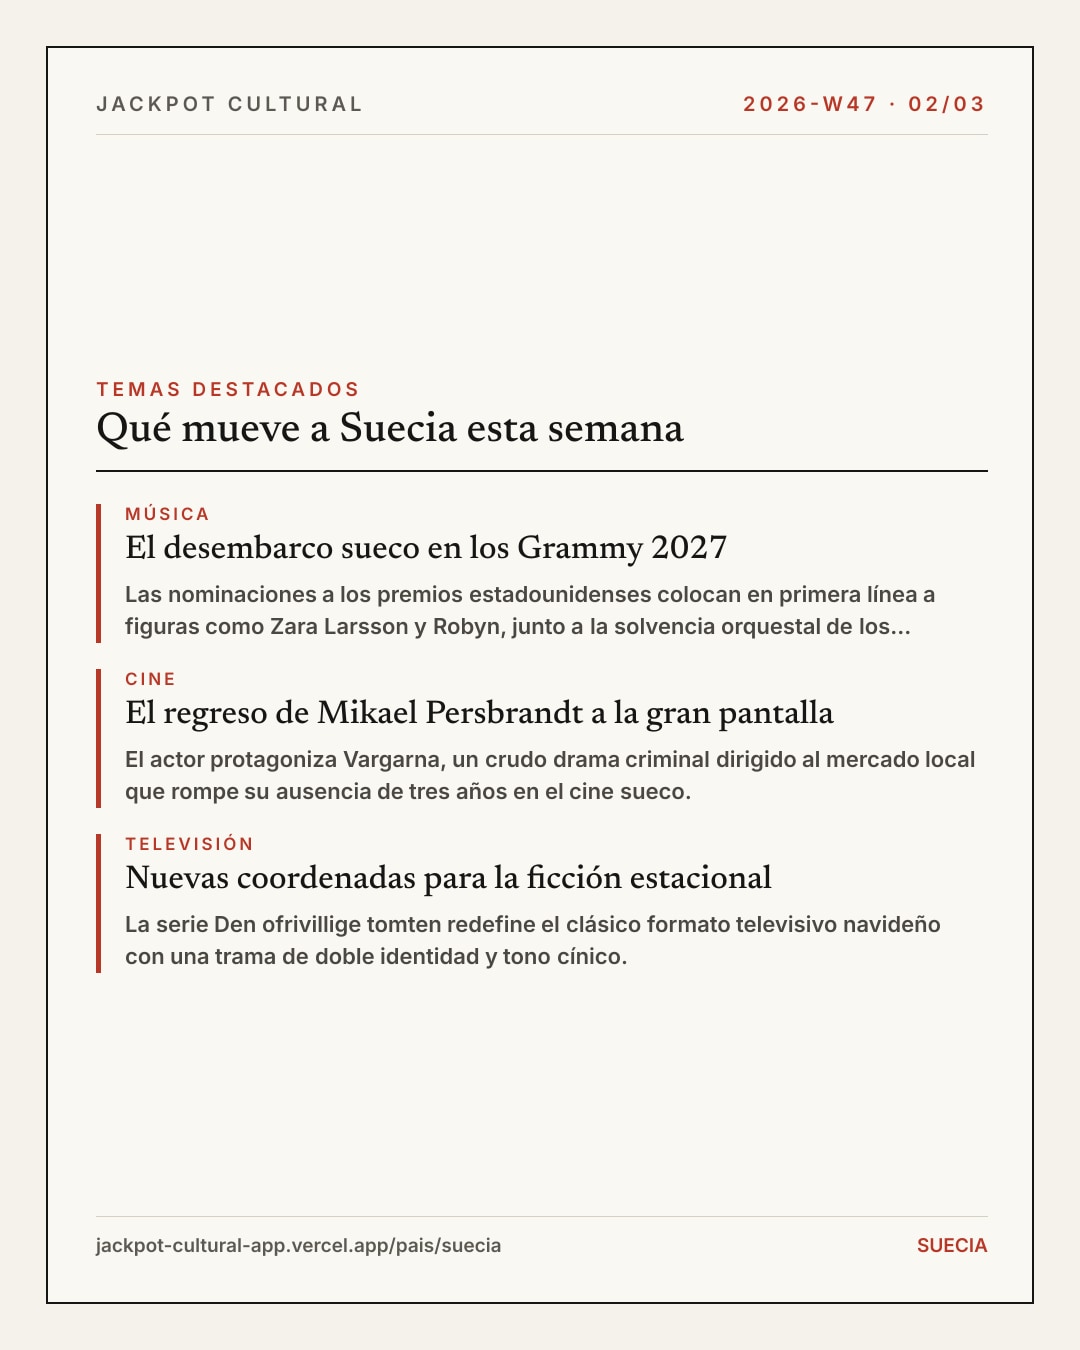 JACKPOT CULTURAL
2026-W47 · 02/03
TEMAS DESTACADOS
Qué mueve a Suecia esta semana
MÚSICA
El desembarco sueco en los Grammy 2027
Las nominaciones a los premios estadounidenses colocan en primera línea a
figuras como Zara Larsson y Robyn, junto a la solvencia orquestal de los...
CINE
El regreso de Mikael Persbrandt a la gran pantalla
El actor protagoniza Vargarna, un crudo drama criminal dirigido al mercado local
que rompe su ausencia de tres años en el cine sueco.
TELEVISIÓN
Nuevas coordenadas para la ficción estacional
La serie Den ofrivillige tomten redefine el clásico formato televisivo navideño
con una trama de doble identidad y tono cínico.
jackpot-cultural-app.vercel.app/pais/suecia
SUECIA